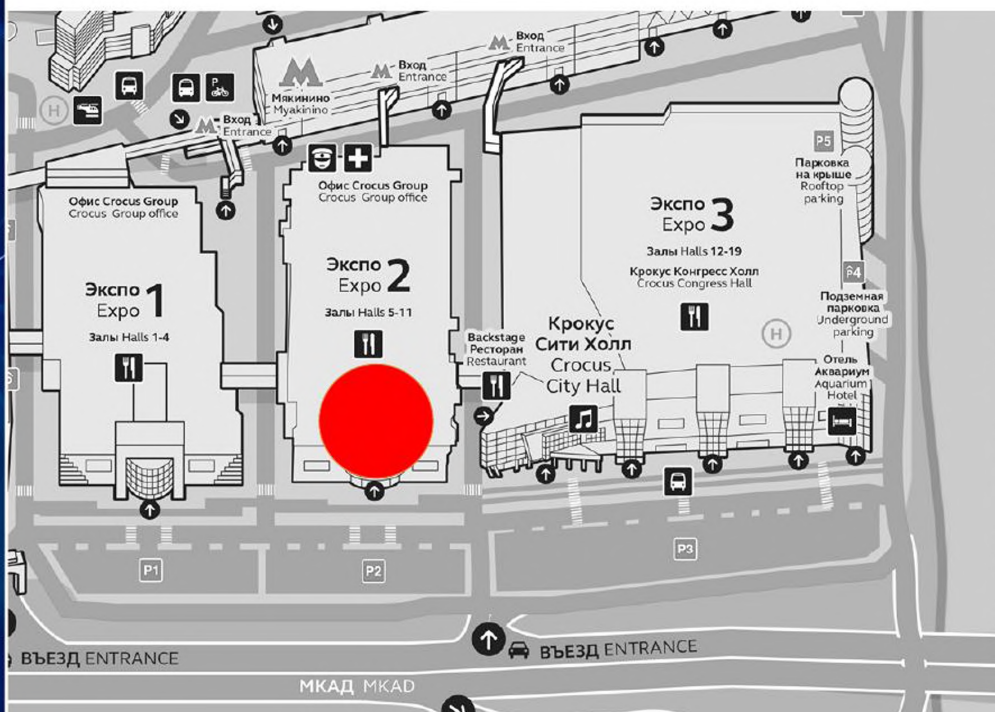 Вход
Entrance
Вход
Entrance
Мякинино
Myakinino
Вход
Entrance
H
P
P5
Парковка
на крыше
Rooftop
parking
Офис Crocus Group
Crocus Group office
Офис Crocus Group
Crocus Group office
Экспо
Expo 3
Залы Halls 12-19
Крокус Конгресс Холл
Crocus Congress Hall
Экспо
Expo 2
Залы Halls 5-11
Экспо
Expo 1
Залы Halls 1-4
P4
Подземная
парковка
Underground
parking
H
Backstage
Ресторан
Restaurant
Крокус
Сити Холл
Crocus
City Hall
Отель
Аквариум
Aquarium
Hotel
P1
P2
P3
ВЪЕЗД ENTRANCE
ВЪЕЗД ENTRANCE
МКАД MKAD